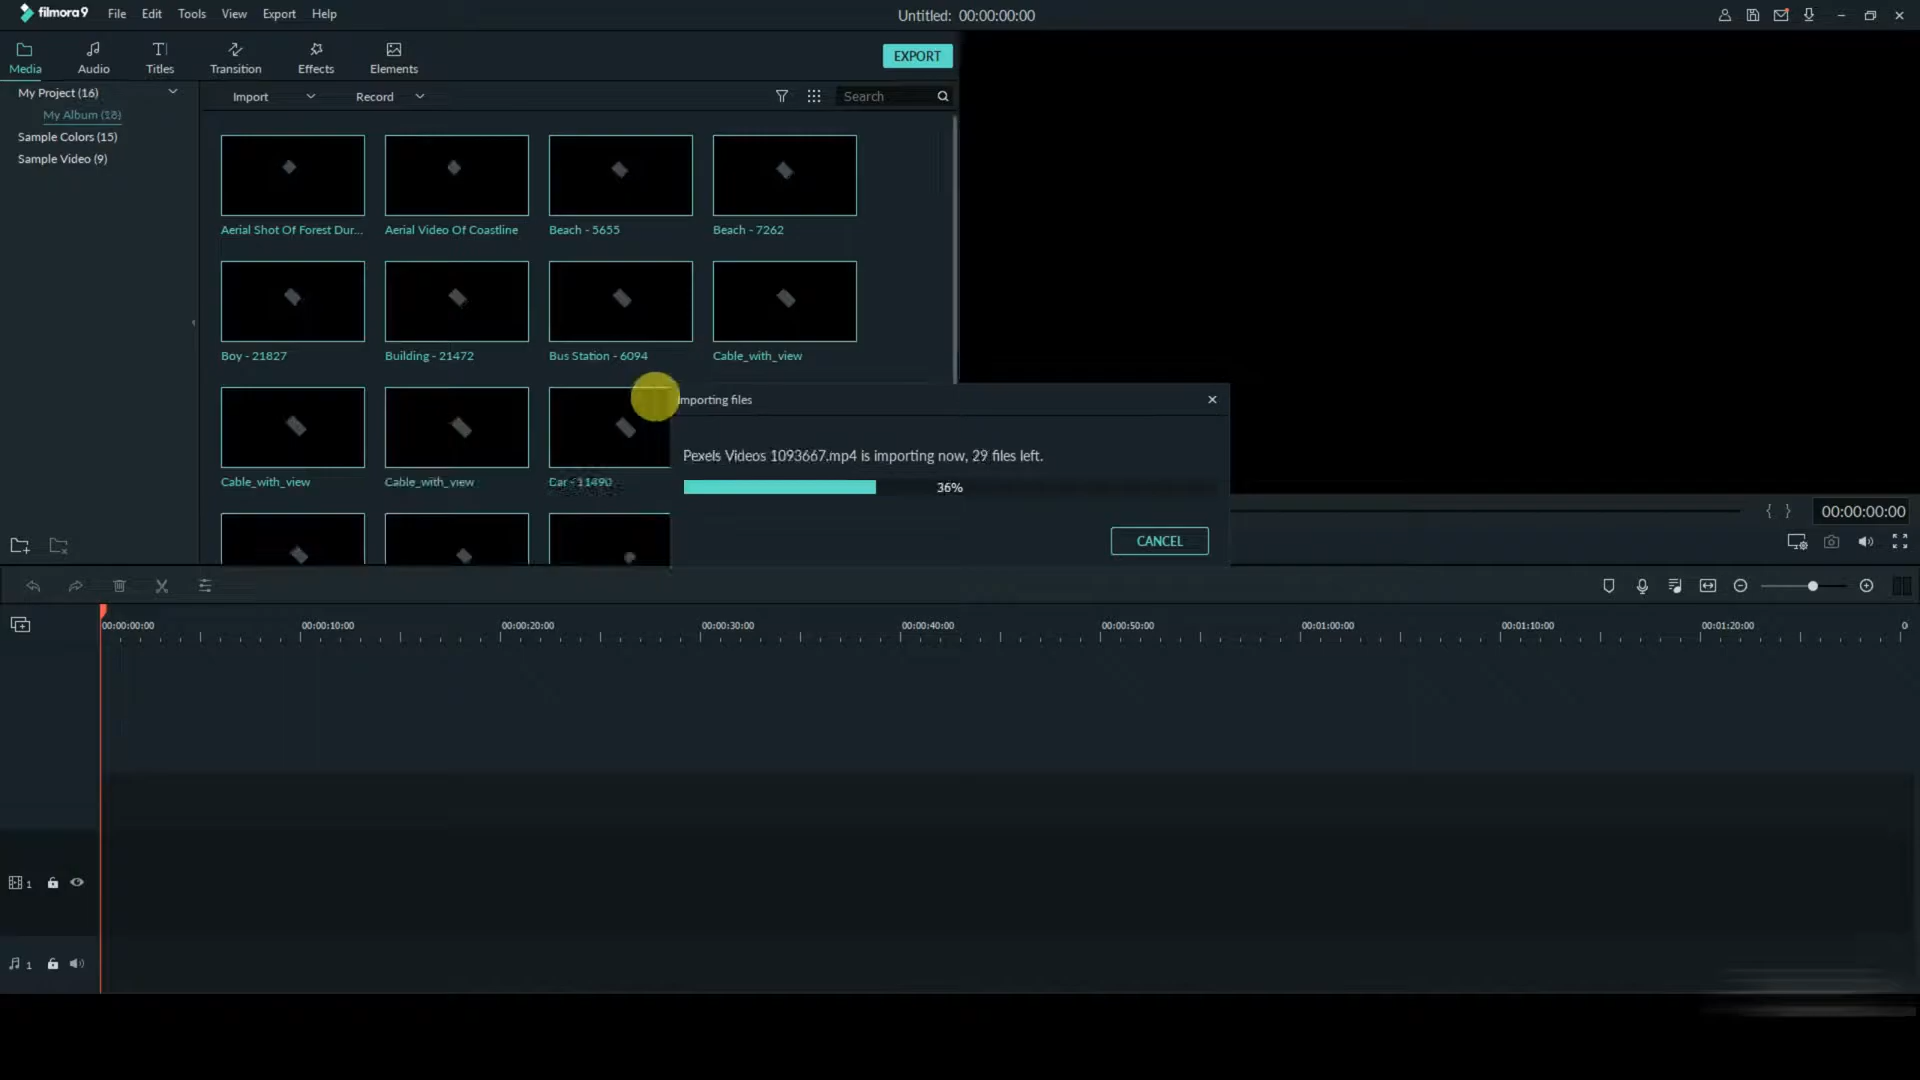 filmora9 File Edit Tools View Export Help Untitled: 00:00:00:00
Media Audio Titles Transition Effects Elements EXPORT
My Project (16) Import Record Search
My Album (18)
Sample Colors (15)
Sample Video (9)
Aerial Shot Of Forest Dur... Aerial Video Of Coastline Beach - 5655 Beach - 7262
Boy - 21827 Building - 21472 Bus Station - 6094 Cable_with_view
Importing files
Pexels Videos 1093667.mp4 is importing now, 29 files left.
Cable_with_view Cable_with_view Car - 11490
36%
{ } 00:00:00:00
CANCEL
00:00:00:00 00:00:10:00 00:00:20:00 00:00:30:00 00:00:40:00 00:00:50:00 00:01:00:00 00:01:10:00 00:01:20:00 0
1
1